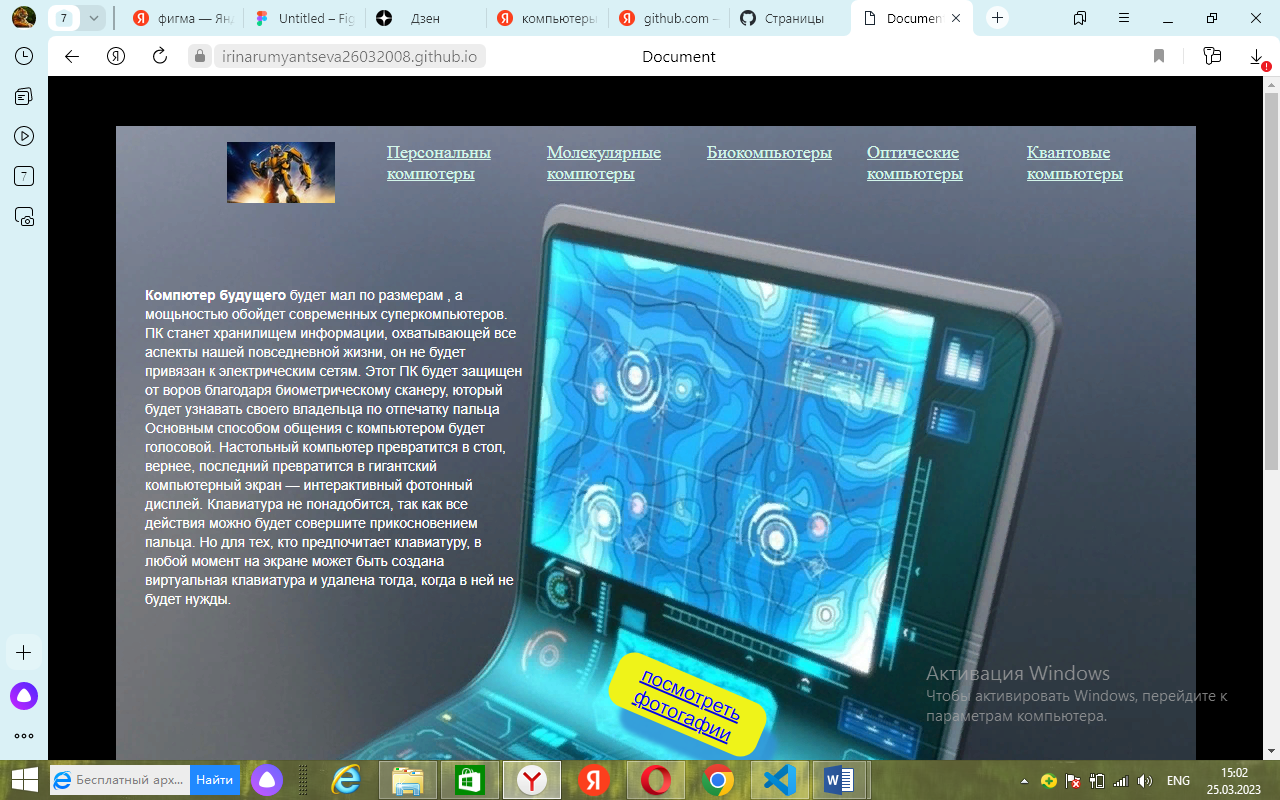 7
фигма — Янд
Untitled – Fig
Дзен
компьютеры
github.com –
Страницы
Document
irinarumyantseva26032008.github.io
Document
7
Персональны
компютеры
Молекулярные
компютеры
Биокомпьютеры
Оптические
компьютеры
Квантовые
компьютеры
Компютер будущего будет мал по размерам , а
мощьностью обойдет современных суперкомпьютеров.
ПК станет хранилищем информации, охватывающей все
аспекты нашей повседневной жизни, он не будет
привязан к электрическим сетям. Этот ПК будет защищен
от воров благодаря биометрическому сканеру, юторый
будет узнавать своего владельца по отпечатку пальца
Основным способом общения с компьютером будет
голосовой. Настольный компьютер превратится в стол,
вернее, последний превратится в гигантский
компьютерный экран — интерактивный фотонный
дисплей. Клавиатура не понадобится, так как все
действия можно будет совершите прикосновением
пальца. Но для тех, кто предпочитает клавиатуру, в
любой момент на экране может быть создана
виртуальная клавиатура и удалена тогда, когда в ней не
будет нужды.
посмотреть
фотогафии
Активация Windows
Чтобы активировать Windows, перейдите к
параметрам компьютера.
Бесплатный арх...
Найти
ENG
15:02
25.03.2023